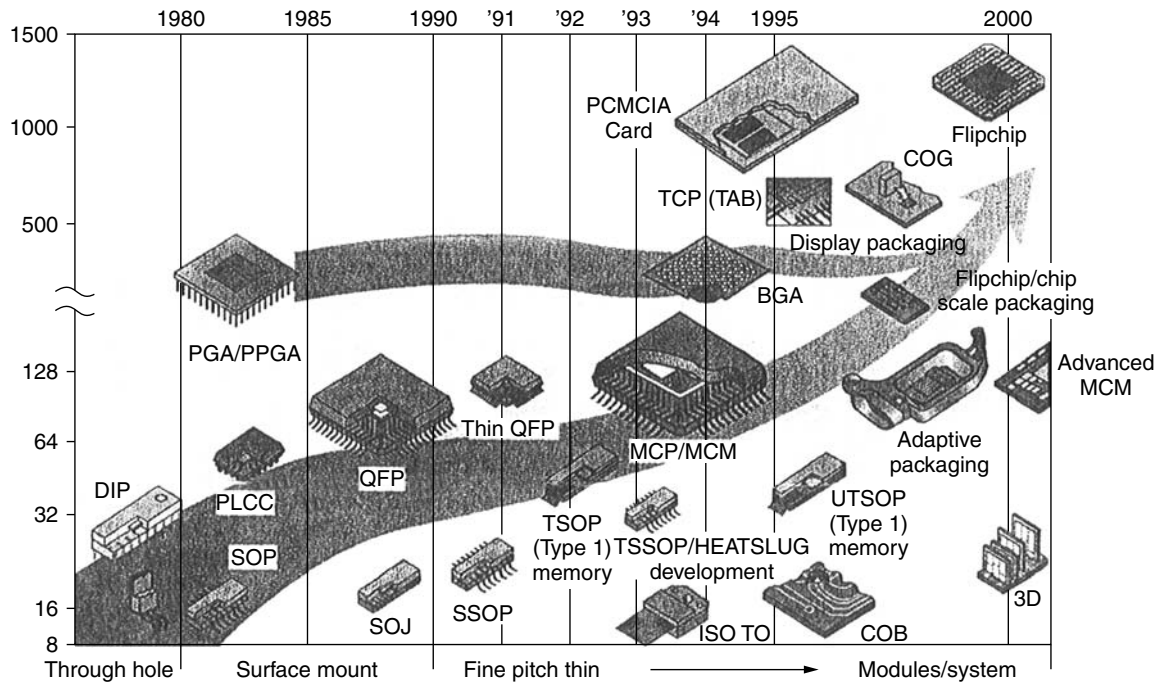 1980
1985
1990
'91
'92
'93
'94
1995
2000
1500
1000
500
128
64
32
16
8
PCMCIA
Card
Flipchip
COG
TCP (TAB)
Display packaging
BGA
Flipchip/chip
scale packaging
PGA/PPGA
Advanced
MCM
Thin QFP
MCP/MCM
Adaptive
packaging
QFP
DIP
PLCC
SOP
TSOP
(Type 1)
memory
TSSOP/HEATSLUG
development
UTSOP
(Type 1)
memory
SOJ
SSOP
ISO TO
COB
3D
Through hole
Surface mount
Fine pitch thin
Modules/system